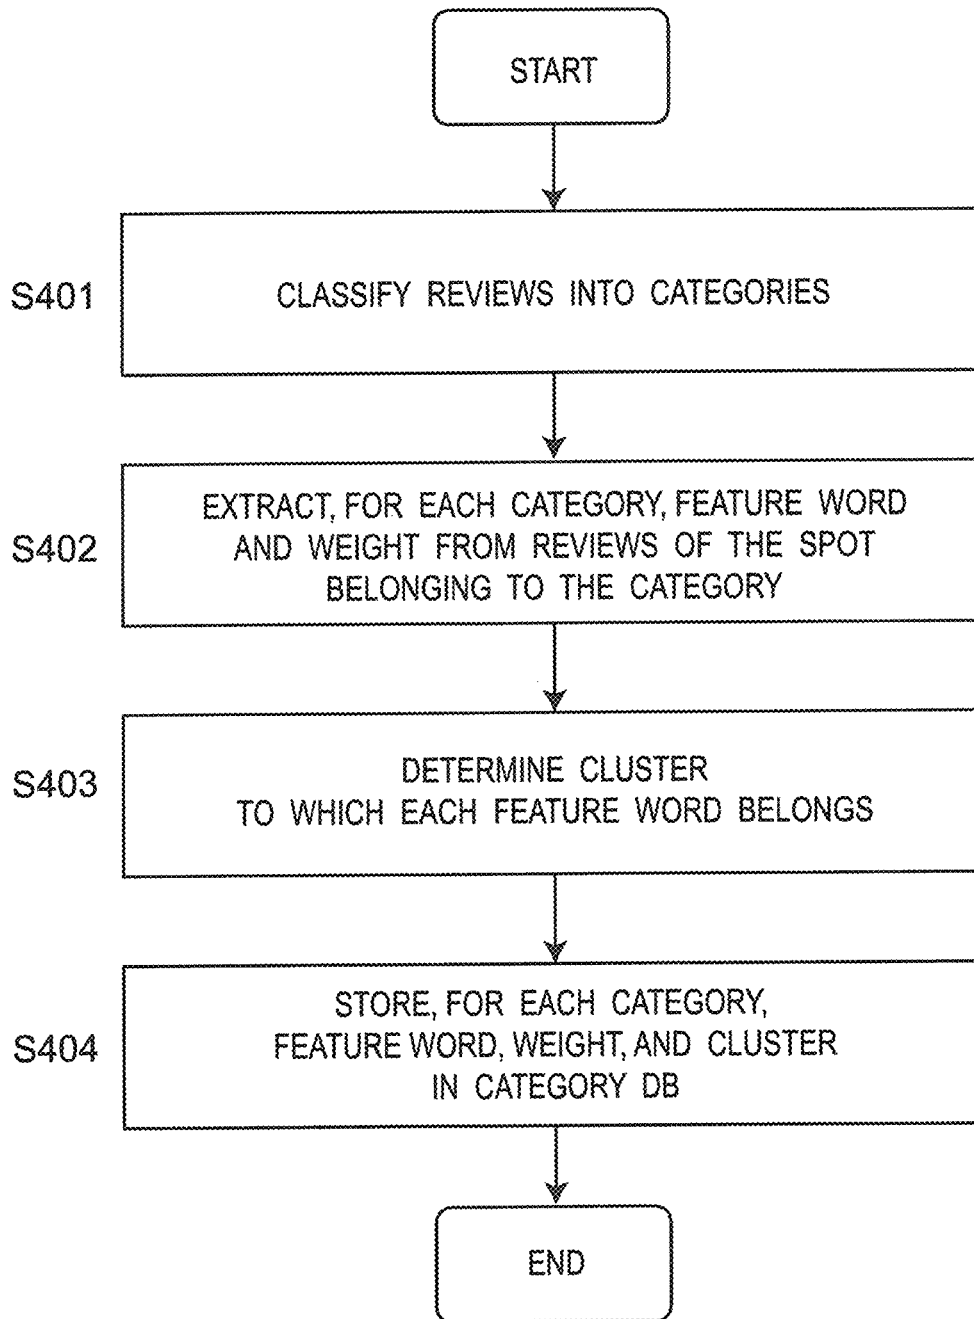 START
S401
CLASSIFY REVIEWS INTO CATEGORIES
S402
EXTRACT, FOR EACH CATEGORY, FEATURE WORD
AND WEIGHT FROM REVIEWS OF THE SPOT
BELONGING TO THE CATEGORY
S403
DETERMINE CLUSTER
TO WHICH EACH FEATURE WORD BELONGS
S404
STORE, FOR EACH CATEGORY,
FEATURE WORD, WEIGHT, AND CLUSTER
IN CATEGORY DB
END